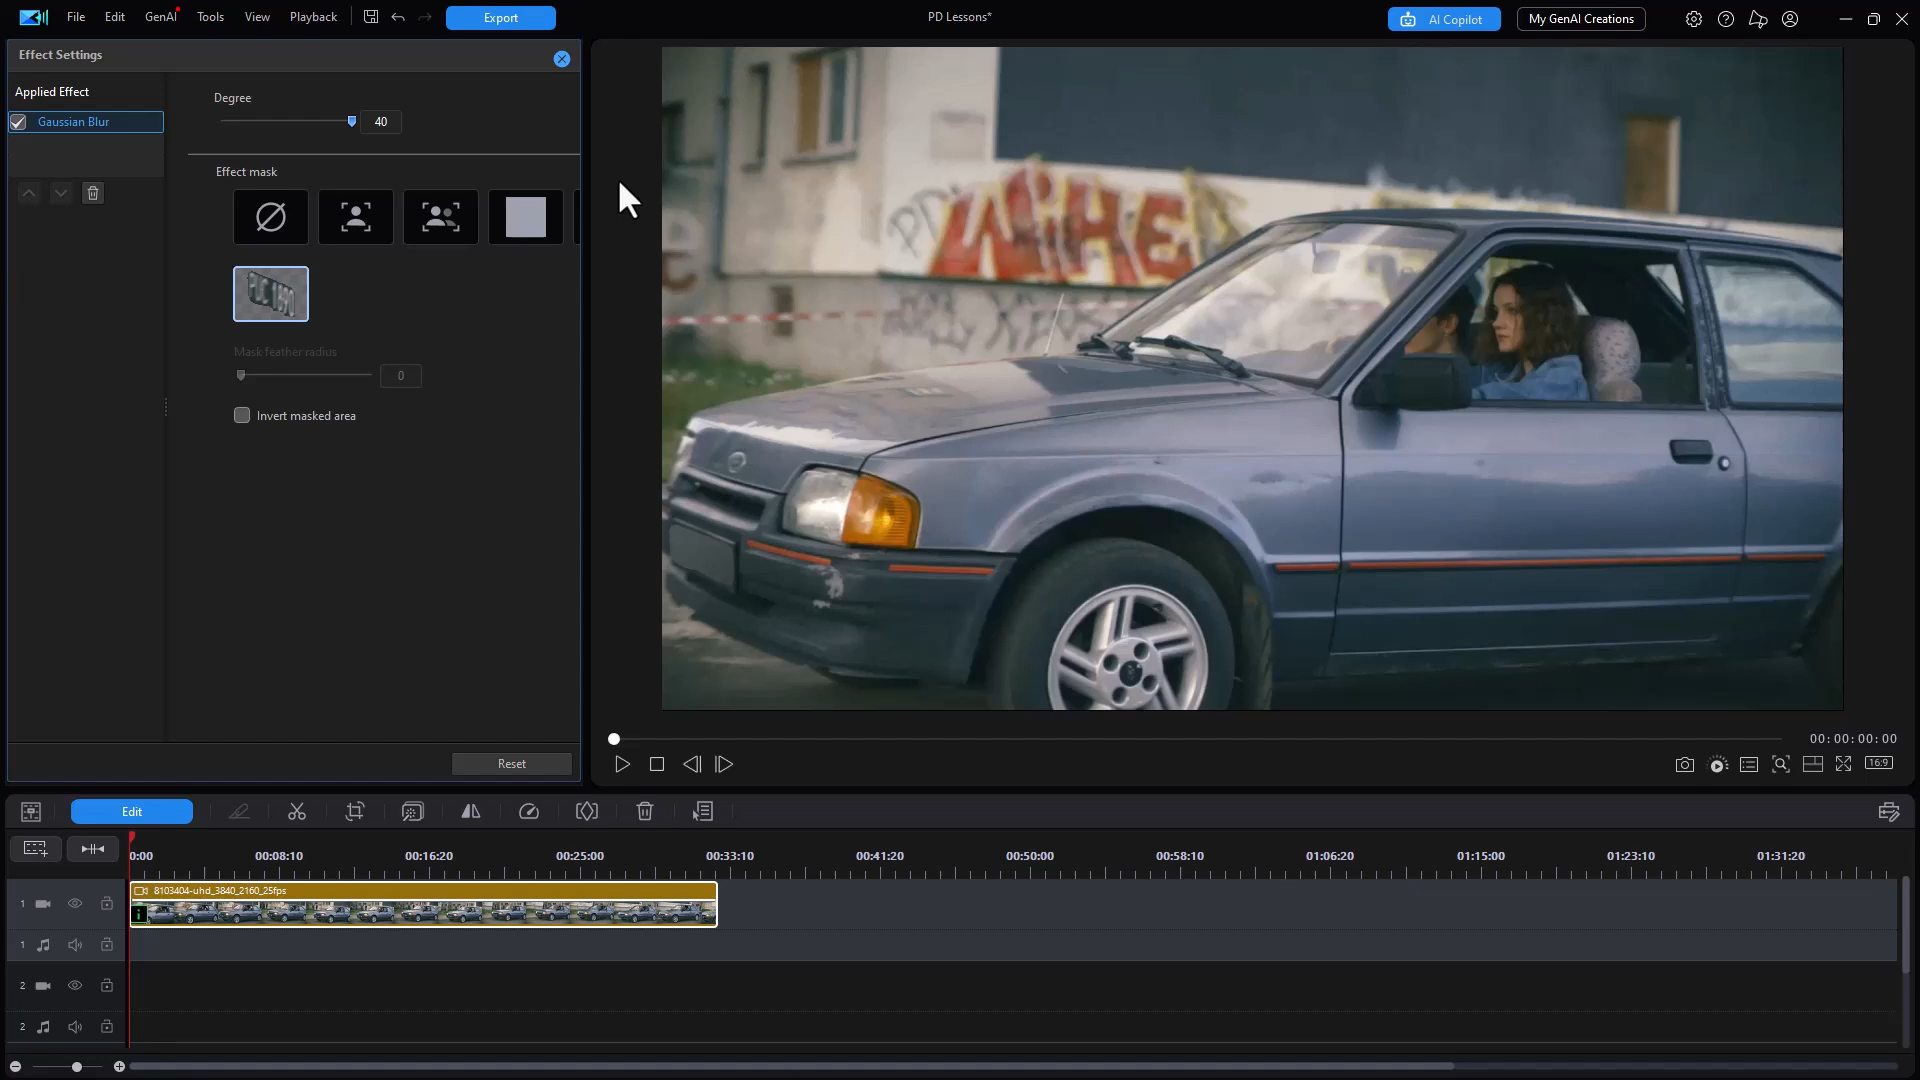 File Edit GenAI Tools View Playback Export PD Lessons* AI Copilot My GenAI Creations
Effect Settings
Applied Effect
Gaussian Blur
Degree
40
Effect mask
Mask feather radius
0
Invert masked area
Reset
00:00:00:00
16:9
Edit
0:00 00:08:10 00:16:20 00:25:00 00:33:10 00:41:20 00:50:00 00:58:10 01:06:20 01:15:00 01:23:10 01:31:20
1 8103404-uhd_3840_2160_25fps
i
1
2
2